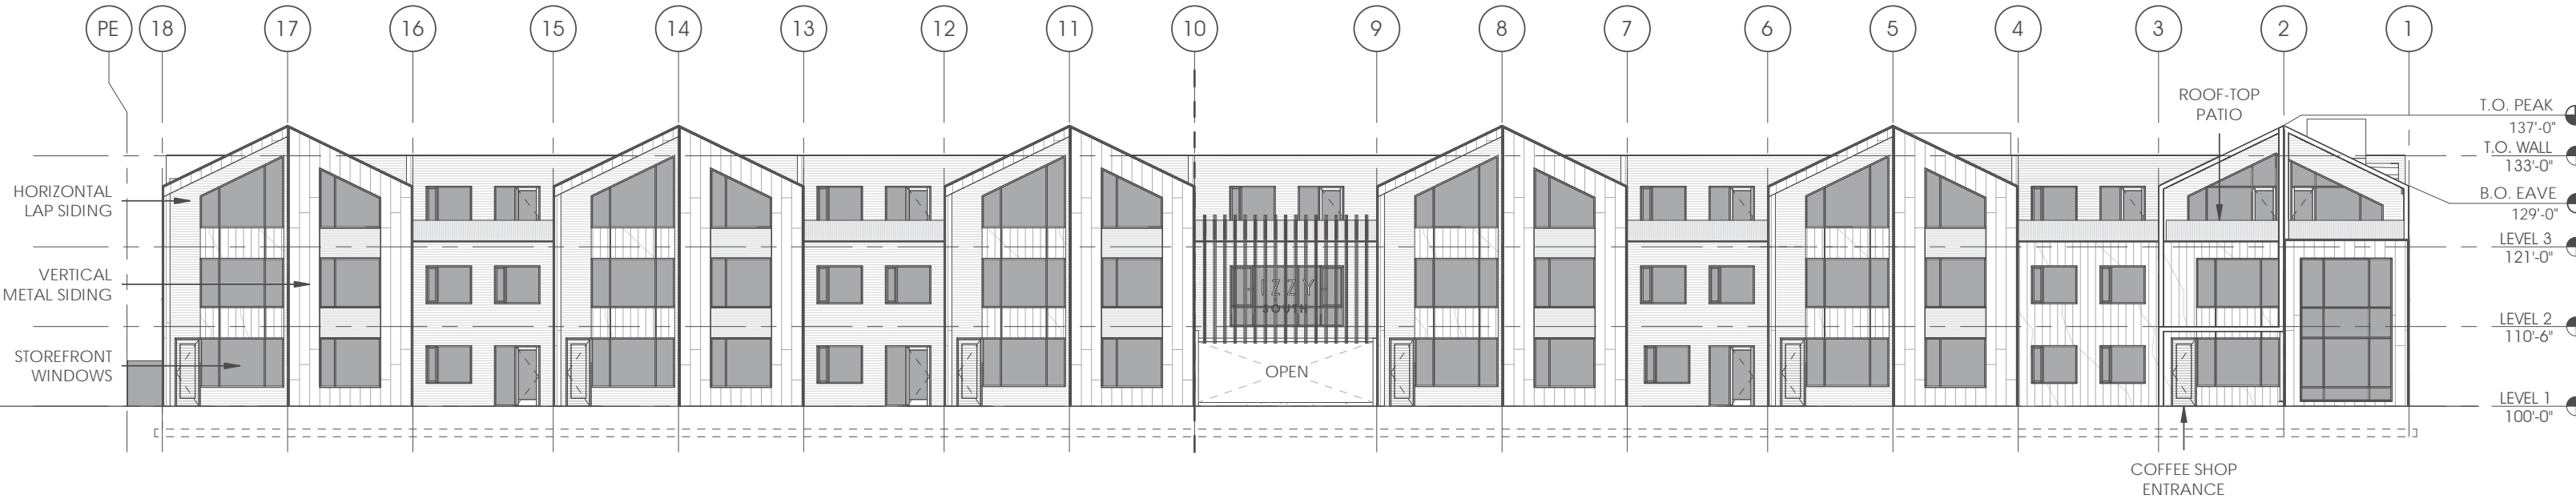 PE 18 17 16 15 14 13 12 11 10 9 8 7 6 5 4 3 2 1
ROOF-TOP
PATIO
T.O. PEAK
137'-0"
T.O. WALL
133'-0"
B.O. EAVE
129'-0"
LEVEL 3
121'-0"
LEVEL 2
110'-6"
LEVEL 1
100'-0"
HORIZONTAL
LAP SIDING
VERTICAL
METAL SIDING
STOREFRONT
WINDOWS
IZZY
SOUTH
OPEN
COFFEE SHOP
ENTRANCE